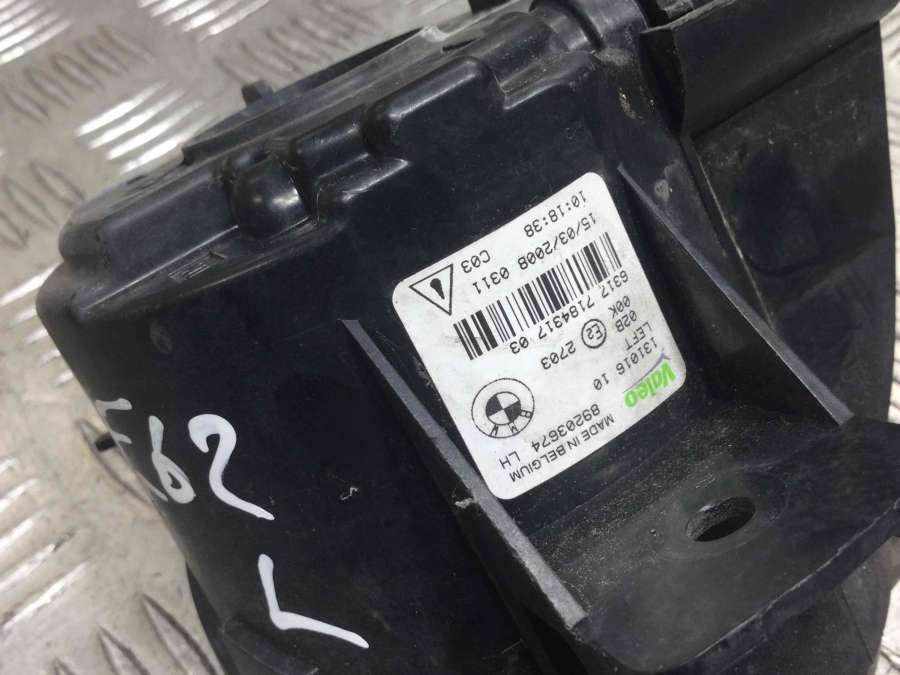 Valeo
131016 10
LEFT
02B
00K
6317 7184317 03
15/03/2008 0311
10:18:38
C03
E2 2703
89203674 LH
MADE IN BELGIUM
E62
L